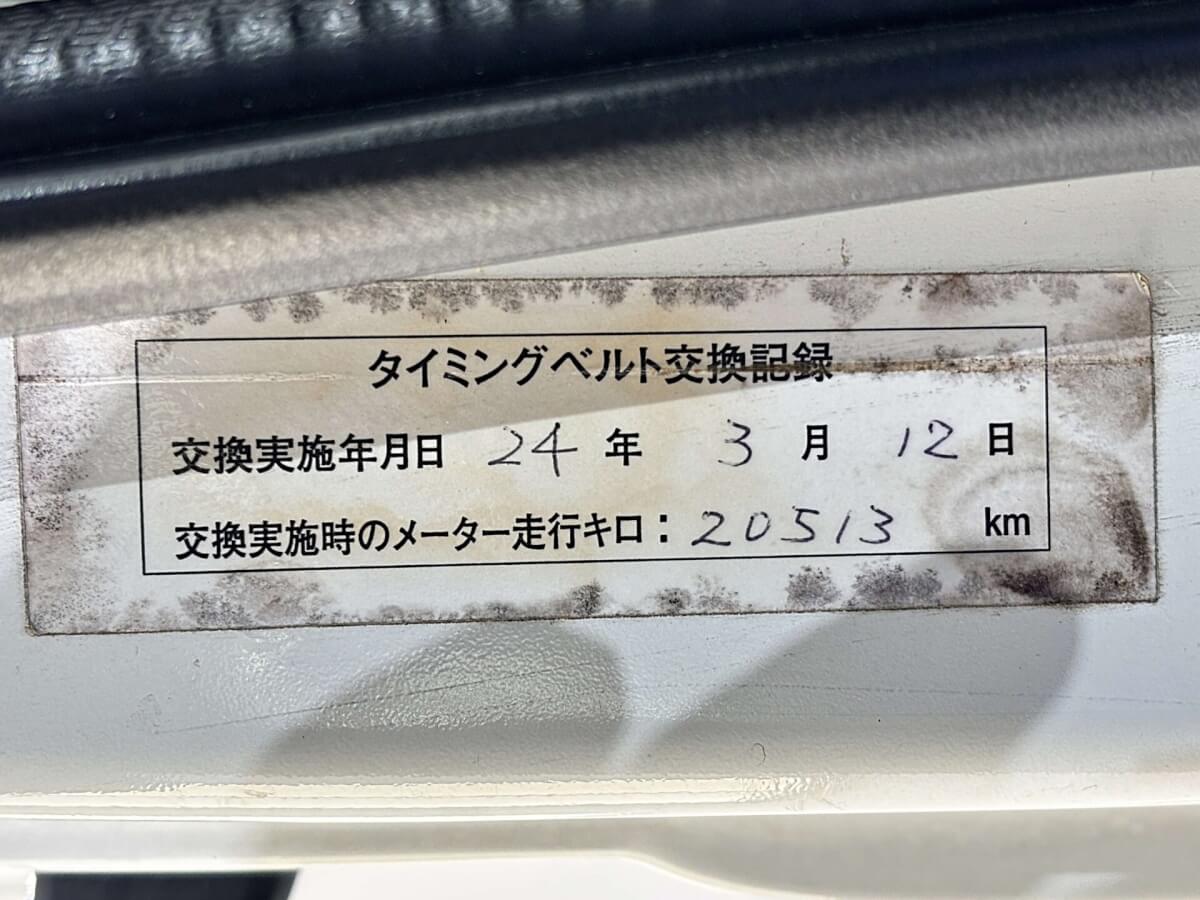 タイミングベルト交換記録
交換実施年月日 24 年 3 月 12 日
交換実施時のメーター走行キロ：20513 km